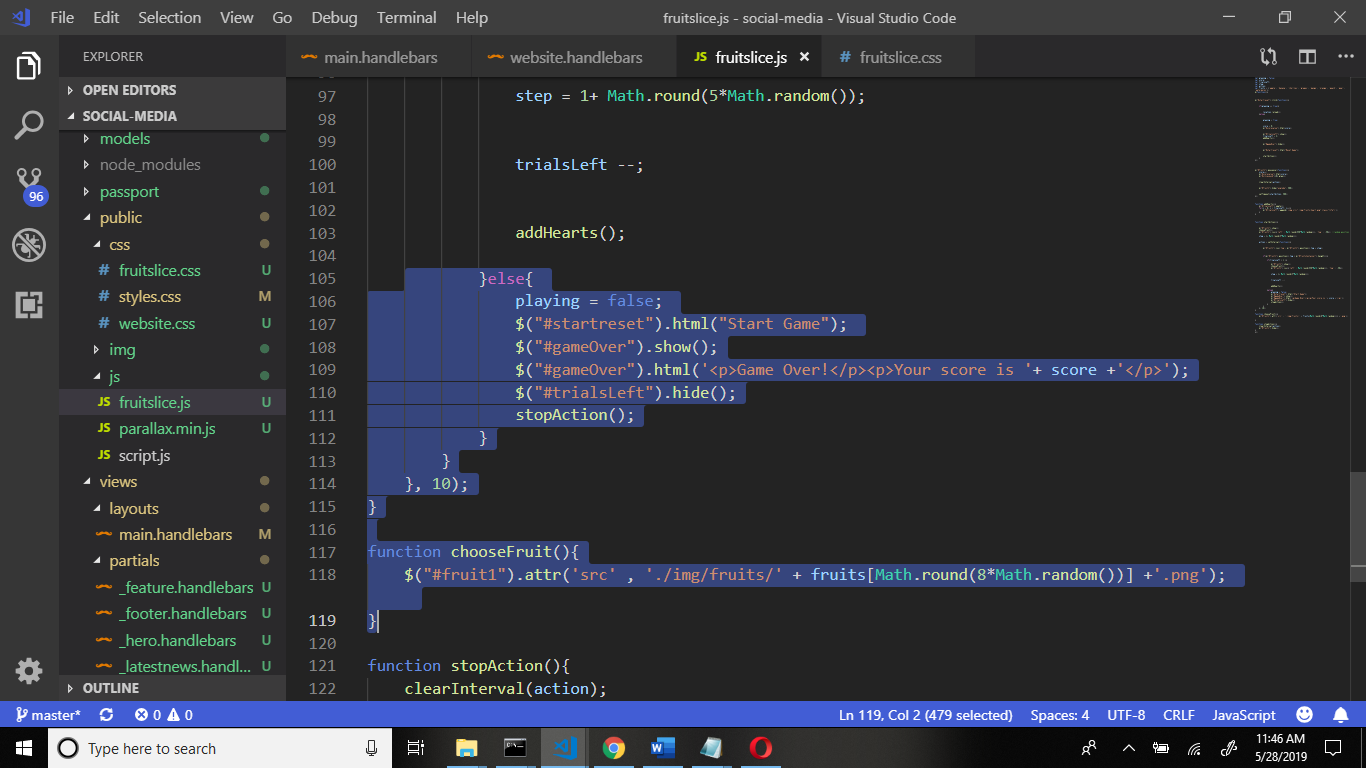 File Edit Selection View Go Debug Terminal Help
fruitslice.js - social-media - Visual Studio Code
EXPLORER
main.handlebars
website.handlebars
JS fruitslice.js
# fruitslice.css
OPEN EDITORS
SOCIAL-MEDIA
models
node_modules
passport
public
css
# fruitslice.css U
# styles.css M
# website.css U
img
js
JS fruitslice.js U
JS parallax.min.js U
JS script.js
views
layouts
main.handlebars M
partials
_feature.handlebars U
_footer.handlebars U
_hero.handlebars U
_latestnews.handl... U
OUTLINE
96
97 step = 1+ Math.round(5*Math.random());
98
99
100 trialsLeft --;
101
102
103 addHearts();
104
105 }else{
106 playing = false;
107 $("#startreset").html("Start Game");
108 $("#gameOver").show();
109 $("#gameOver").html('<p>Game Over!</p><p>Your score is '+ score +'</p>');
110 $("#trialsLeft").hide();
111 stopAction();
112 }
113 }
114 }, 10);
115 }
116
117 function chooseFruit(){
118 $("#fruit1").attr('src' , './img/fruits/' + fruits[Math.round(8*Math.random())] +'.png');
119 }
120
121 function stopAction(){
122 clearInterval(action);
master* 0 0
Ln 119, Col 2 (479 selected) Spaces: 4 UTF-8 CRLF JavaScript
Type here to search
11:46 AM
5/28/2019